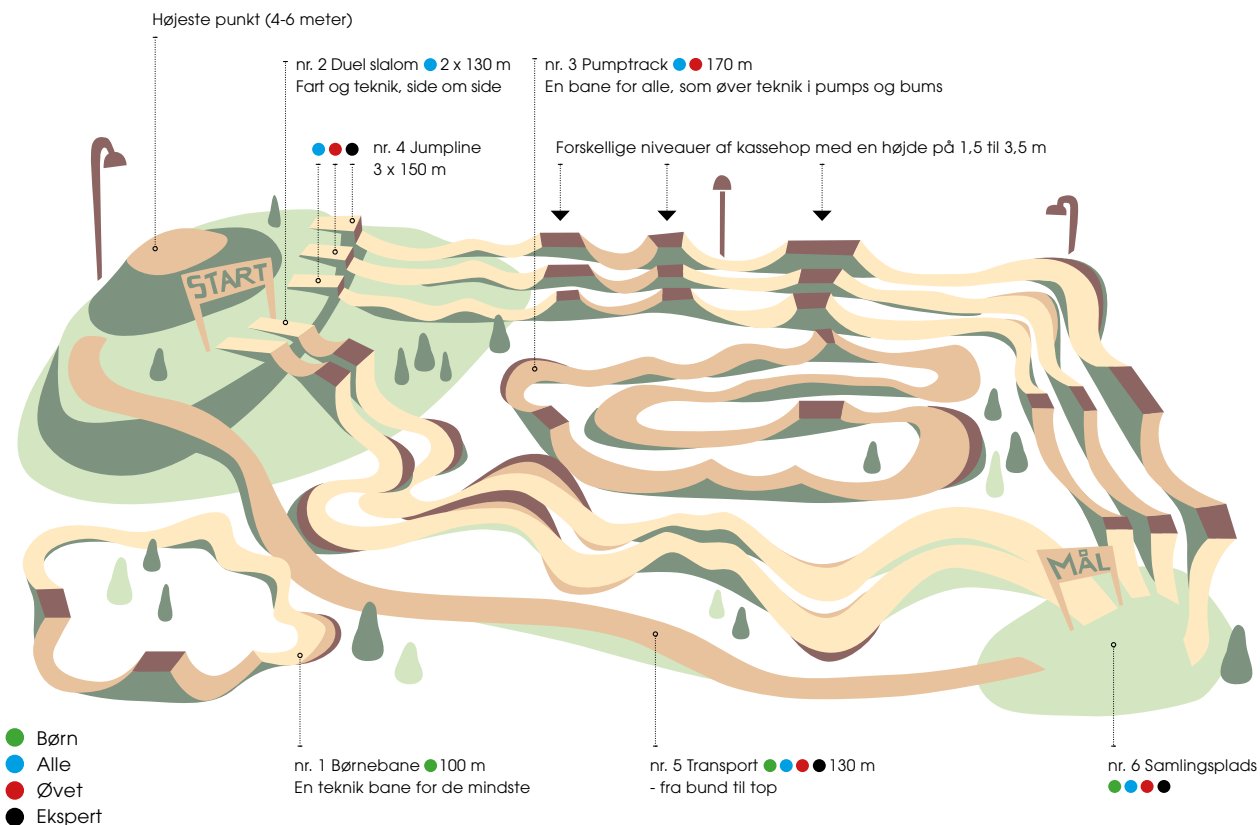 Højeste punkt (4-6 meter)
nr. 2 Duel slalom 2 x 130 m
Fart og teknik, side om side
nr. 3 Pumptrack 170 m
En bane for alle, som øver teknik i pumps og bums
nr. 4 Jumpline
3 x 150 m
Forskellige niveauer af kassehop med en højde på 1,5 til 3,5 m
START
MÅL
Børn
Alle
Øvet
Ekspert
nr. 1 Børnebane 100 m
En teknik bane for de mindste
nr. 5 Transport 130 m
- fra bund til top
nr. 6 Samlingsplads